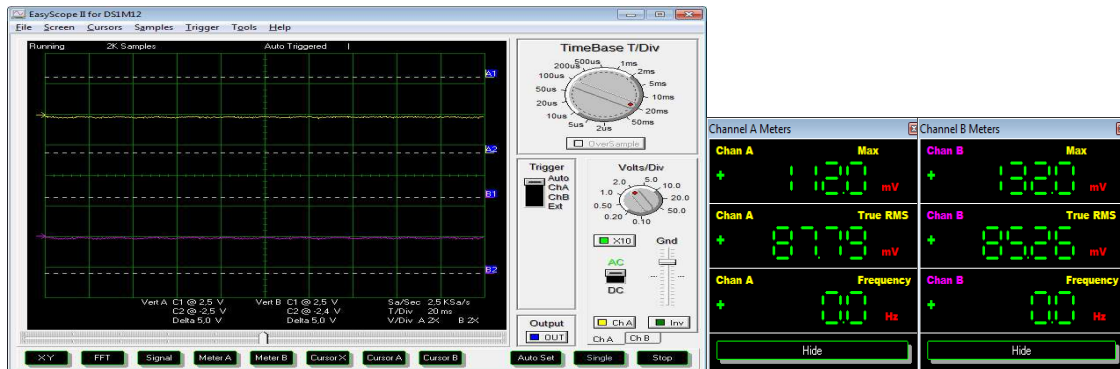 EasyScope II for DS1M12
File Screen Cursors Samples Trigger Tools Help
Running 2K Samples Auto Triggered
A1
A2
B1
B2
Vert A C1 @ 2,5 V Vert B C1 @ 2,5 V Sa/Sec 2,5 KSa/s
C2 @ -2,5 V C2 @ -2,4 V T/Div 20 ms
Delta 5,0 V Delta 5,0 V V/Div A 2X B 2X
TimeBase T/Div
500us 1ms
200us 2ms
100us 5ms
50us 10ms
20us 20ms
10us 50ms
5us 2us
OverSample
Trigger
Auto
ChA
ChB
Ext
Volts/Div
2.0 5.0
1.0 10.0
0.50 20.0
0.20 50.0
0.10
X10 Gnd
AC
DC
Output
OUT
Ch A Inv
Ch A Ch B
XY FFT Signal Meter A Meter B Cursor X Cursor A Cursor B Auto Set Single Stop
Channel A Meters
Chan A Max
+ 112.0 mV
Chan A True RMS
+ 87.79 mV
Chan A Frequency
+ 0.0 Hz
Hide
Channel B Meters
Chan B Max
+ 132.0 mV
Chan B True RMS
+ 85.26 mV
Chan B Frequency
+ 0.0 Hz
Hide